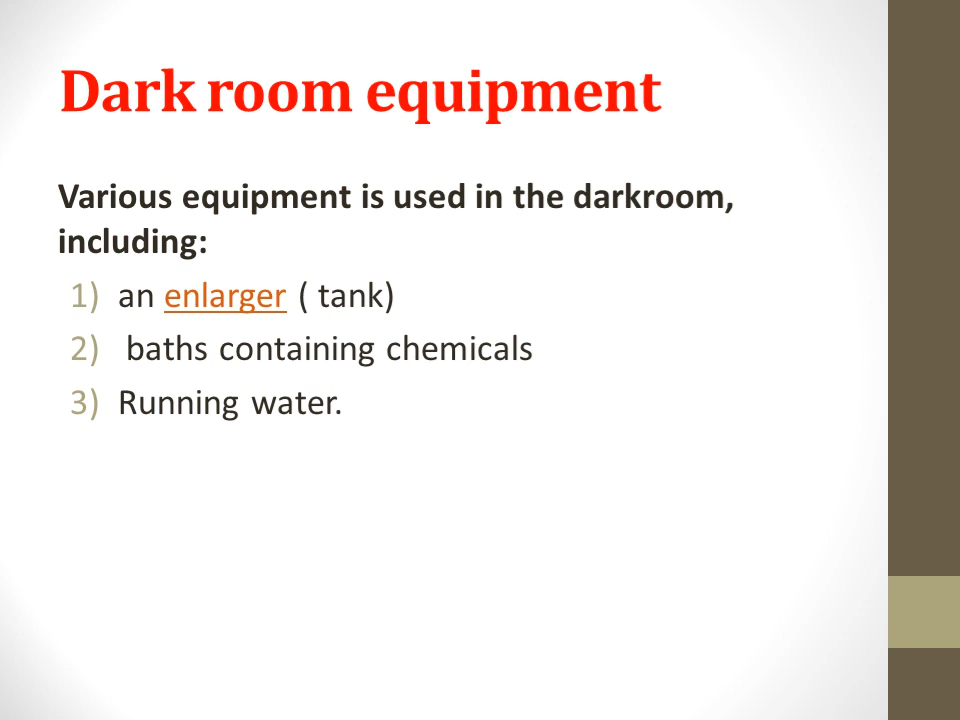 Dark room equipment
Various equipment is used in the darkroom,
including:
1) an enlarger ( tank)
2) baths containing chemicals
3) Running water.